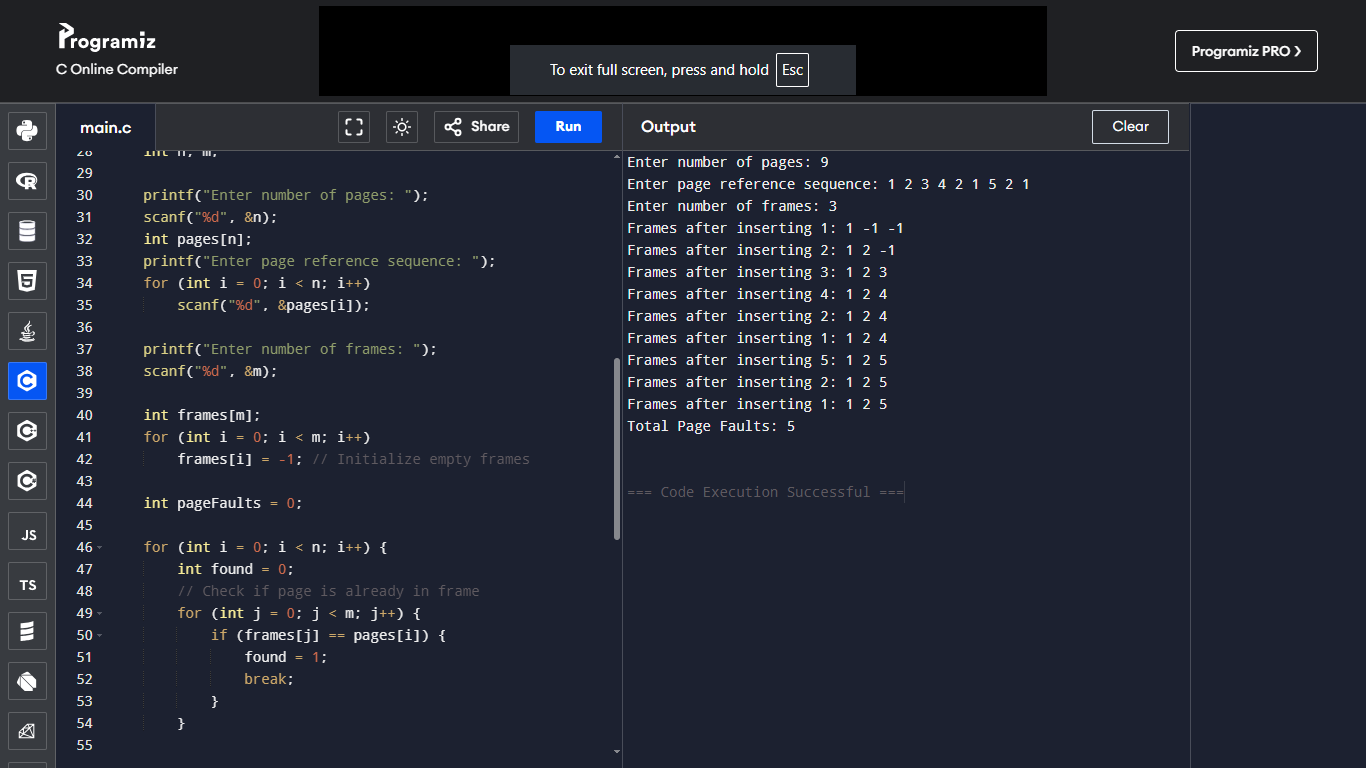 Programiz
C Online Compiler
To exit full screen, press and hold Esc
Programiz PRO >
main.c
Share
Run
Output
Clear
28 int n, m;
29
30 printf("Enter number of pages: ");
31 scanf("%d", &n);
32 int pages[n];
33 printf("Enter page reference sequence: ");
34 for (int i = 0; i < n; i++)
35 scanf("%d", &pages[i]);
36
37 printf("Enter number of frames: ");
38 scanf("%d", &m);
39
40 int frames[m];
41 for (int i = 0; i < m; i++)
42 frames[i] = -1; // Initialize empty frames
43
44 int pageFaults = 0;
45
46 for (int i = 0; i < n; i++) {
47 int found = 0;
48 // Check if page is already in frame
49 for (int j = 0; j < m; j++) {
50 if (frames[j] == pages[i]) {
51 found = 1;
52 break;
53 }
54 }
55
Enter number of pages: 9
Enter page reference sequence: 1 2 3 4 2 1 5 2 1
Enter number of frames: 3
Frames after inserting 1: 1 -1 -1
Frames after inserting 2: 1 2 -1
Frames after inserting 3: 1 2 3
Frames after inserting 4: 1 2 4
Frames after inserting 2: 1 2 4
Frames after inserting 1: 1 2 4
Frames after inserting 5: 1 2 5
Frames after inserting 2: 1 2 5
Frames after inserting 1: 1 2 5
Total Page Faults: 5
=== Code Execution Successful ===
R
5
C
C
C
JS
TS